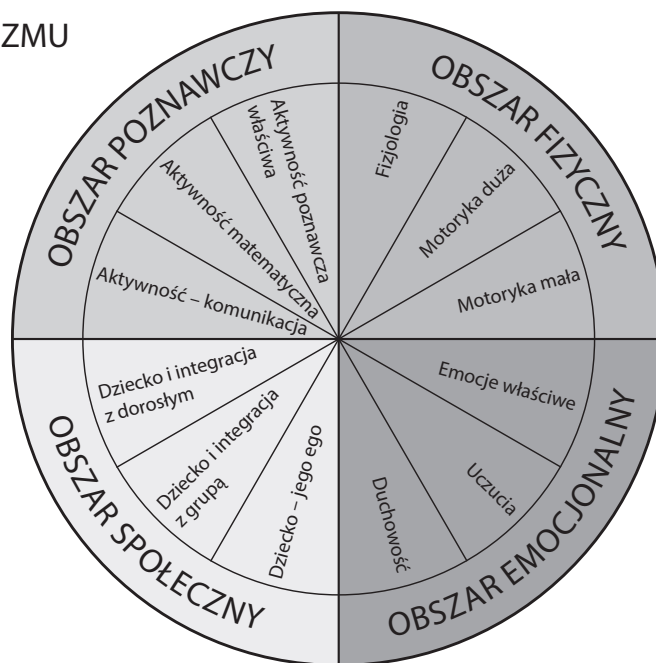 ZMU
OBSZAR POZNAWCZY
Aktywność poznawcza
właściwa
Aktywność matematyczna
Aktywność – komunikacja
OBSZAR FIZYCZNY
Fizjologia
Motoryka duża
Motoryka mała
OBSZAR EMOCJONALNY
Emocje właściwe
Uczucia
Duchowość
OBSZAR SPOŁECZNY
Dziecko i integracja
z dorosłym
Dziecko i integracja
z grupą
Dziecko – jego ego